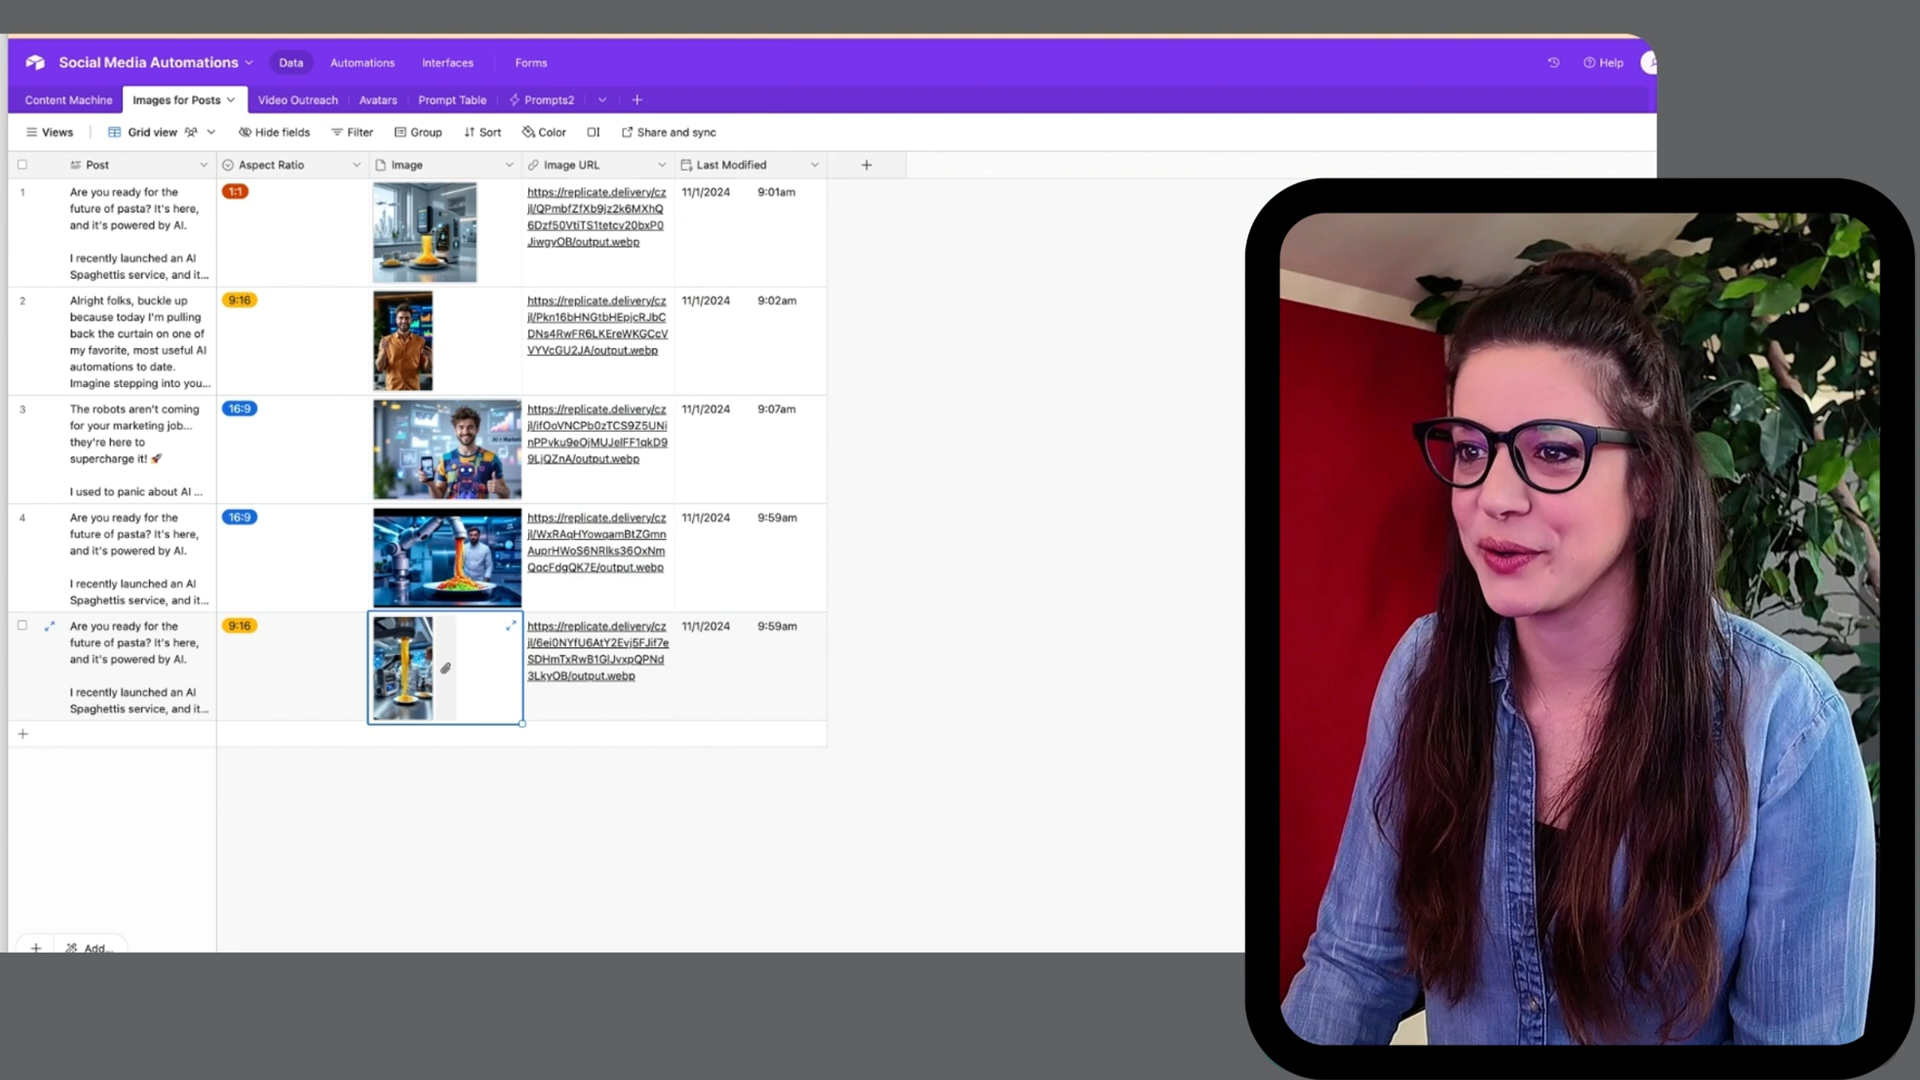 Social Media Automations
Data
Automations
Interfaces
Forms
Help
Content Machine
Images for Posts
Video Outreach
Avatars
Prompt Table
Prompts2
Views
Grid view
Hide fields
Filter
Group
Sort
Color
Share and sync
Post
Aspect Ratio
Image
Image URL
Last Modified
1
Are you ready for the
future of pasta? It's here,
and it's powered by AI.
I recently launched an AI
Spaghettis service, and it...
1:1
https://replicate.delivery/cz
jl/QPmbfZfXb9jz2k6MXhQ
6Dzf50VtiTS1tetcv20bxP0
JiwgyOB/output.webp
11/1/2024 9:01am
2
Alright folks, buckle up
because today I'm pulling
back the curtain on one of
my favorite, most useful AI
automations to date.
Imagine stepping into you...
9:16
https://replicate.delivery/cz
jl/Pkn16bHNGtbHEpjcRJbC
DNs4RwFR6LKEreWKGCcV
VYVcGU2JA/output.webp
11/1/2024 9:02am
3
The robots aren't coming
for your marketing job...
they're here to
supercharge it! 🚀
I used to panic about AI ...
16:9
https://replicate.delivery/cz
jl/ifOoVNCPb0zTCS9Z5UNi
nPPvku9eOjMUJelFF1qkD9
9LjQZnA/output.webp
11/1/2024 9:07am
4
Are you ready for the
future of pasta? It's here,
and it's powered by AI.
I recently launched an AI
Spaghettis service, and it...
16:9
https://replicate.delivery/cz
jl/WxRAqHYowqamBtZGmn
AuprHWoS6NRlks36OxNm
QqcFdgQK7E/output.webp
11/1/2024 9:59am
Are you ready for the
future of pasta? It's here,
and it's powered by AI.
I recently launched an AI
Spaghettis service, and it...
9:16
https://replicate.delivery/cz
jl/6ei0NYfU6AtY2Evj5FJif7e
SDHmTxRwB1GlJvxpQPNd
3LkyOB/output.webp
11/1/2024 9:59am
Add...